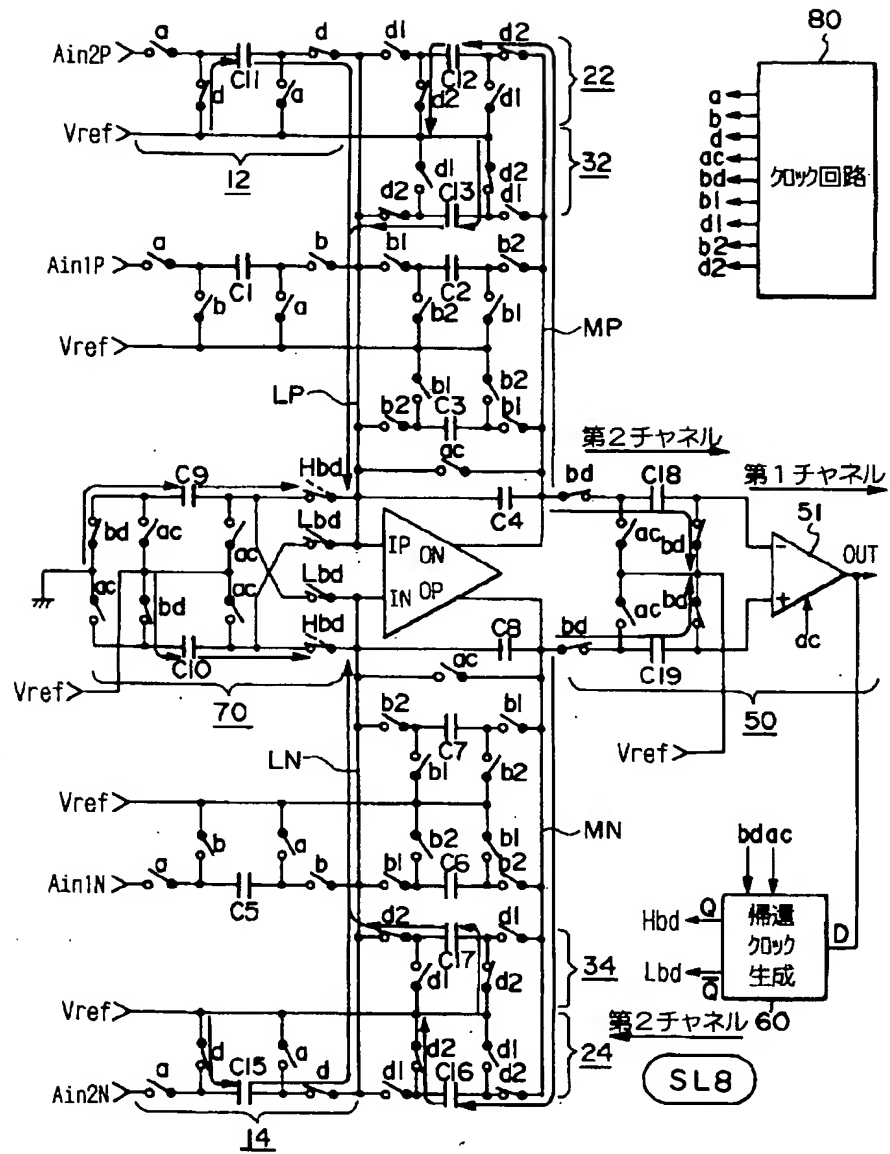 80
Ain2P a d d1 d2
C11 C12
d a d2 d1 22
Vref
12 d1 d2 32
d2 C13 d1
クロック回路
a
b
d
ac
bd
b1
d1
b2
d2
Ain1P a b b1 b2
C1 C2
b a b2 b1
Vref MP
b1 b2
LP b2 C3 b1
ac
第2チャネル
第1チャネル
C9 Hbd C4 bd C18 51
bd ac ac Lbd IP ON ac bd - OUT
ac bd ac Lbd IN OP ac bd +
C10 Hbd C8 bd C19 ac
Vref 70 ac 50
b2 C7 b1 Vref
LN b1 b2
Vref MN
b a b2 b1
Ain1N a b b1 C6 b2
C5
bd ac
Hbd Q 帰還 D
クロック
Lbd Q̅ 生成
60
d2 C17 d1
d1 d2 34
Vref 第2チャネル
d a d2 d1 24
Ain2N a C15 d d1 C16 d2
14
SL8